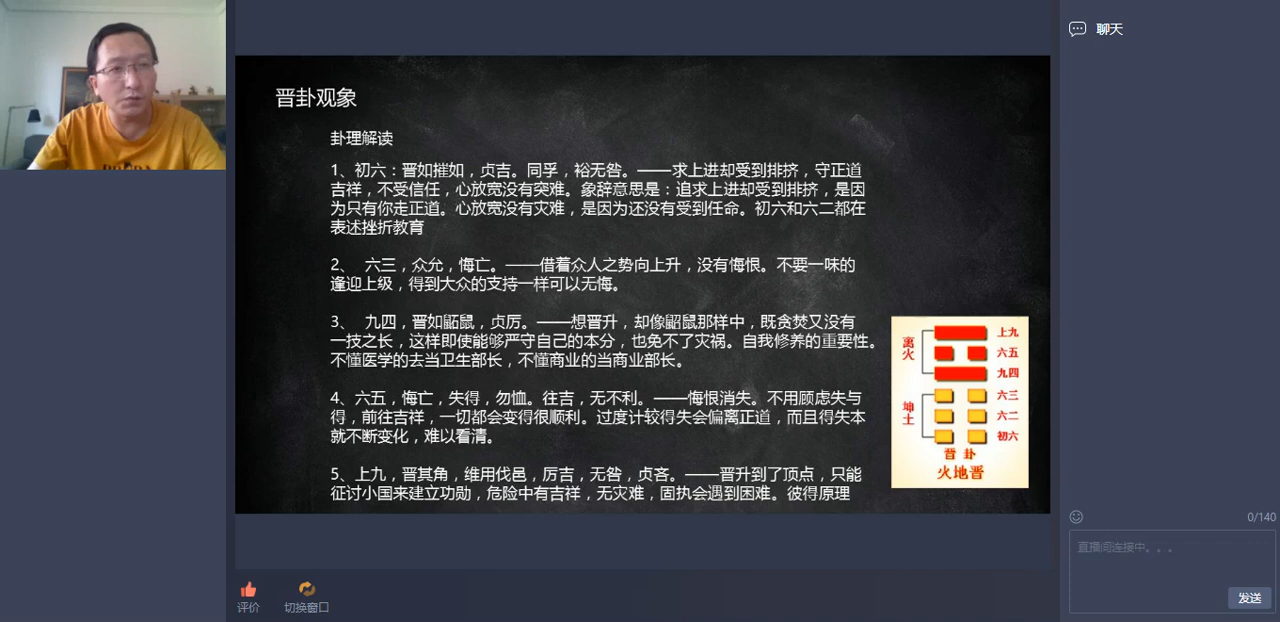 聊天
晋卦观象
卦理解读
1、初六：晋如摧如，贞吉。罔孚，裕无咎。——求上进却受到排挤，守正道
吉祥，不受信任，心放宽没有突难。象辞意思是：追求上进却受到排挤，是因
为只有你走正道。心放宽没有灾难，是因为还没有受到任命。初六和六二都在
表述挫折教育
2、 六三，众允，悔亡。——借着众人之势向上升，没有悔恨。不要一味的
逢迎上级，得到大众的支持一样可以无悔。
3、 九四，晋如鼫鼠，贞厉。——想晋升，却像鼫鼠那样中，既贪焚又没有
一技之长，这样即使能够严守自己的本分，也免不了灾祸。自我修养的重要性。
不懂医学的去当卫生部长，不懂商业的当商业部长。
4、六五，悔亡，失得，勿恤。往吉，无不利。——悔恨消失。不用顾虑失与
得，前往吉祥，一切都会变得很顺利。过度计较得失会偏离正道，而且得失本
就不断变化，难以看清。
5、上九，晋其角，维用伐邑，厉吉，无咎，贞吝。——晋升到了顶点，只能
征讨小国来建立功勋，危险中有吉祥，无灾难，固执会遇到困难。彼得原理
离火
坤土
上九
六五
九四
六三
六二
初六
晋 卦
火地晋
0/140
直播间连接中。。。
发送
评价
切换窗口